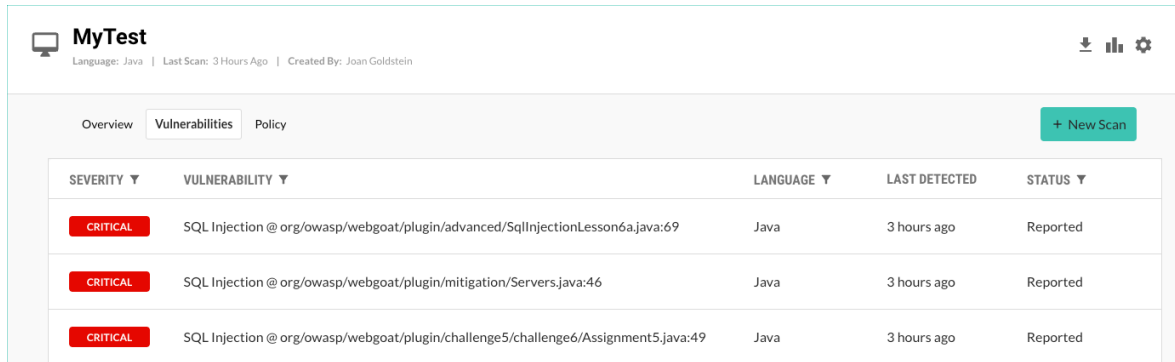 MyTest
Language: Java | Last Scan: 3 Hours Ago | Created By: Joan Goldstein
Overview Vulnerabilities Policy + New Scan
SEVERITY VULNERABILITY LANGUAGE LAST DETECTED STATUS
CRITICAL SQL Injection @ org/owasp/webgoat/plugin/advanced/SqlInjectionLesson6a.java:69 Java 3 hours ago Reported
CRITICAL SQL Injection @ org/owasp/webgoat/plugin/mitigation/Servers.java:46 Java 3 hours ago Reported
CRITICAL SQL Injection @ org/owasp/webgoat/plugin/challenge5/challenge6/Assignment5.java:49 Java 3 hours ago Reported